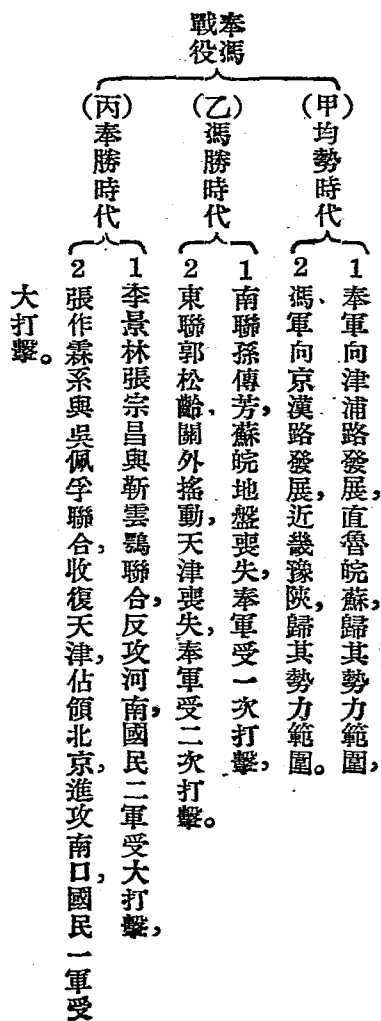 奉馮
戰役
(甲)均勢時代
1奉軍向津浦路發展，直魯皖蘇，歸其勢力範圍，
2馮軍向京漢路發展，近畿豫陝，歸其勢力範圍。
(乙)馮勝時代
1南聯孫傳芳，蘇皖地盤喪失，奉軍受一次打擊，
2東聯郭松齡，關外搖動，天津喪失，奉軍受二次打擊。
(丙)奉勝時代
1李景林張宗昌與靳雲鶚聯合，反攻河南，國民二軍受大打擊，
2張作霖系與吳佩孚聯合，收復天津，佔領北京，進攻南口，國民一軍受
大打擊。